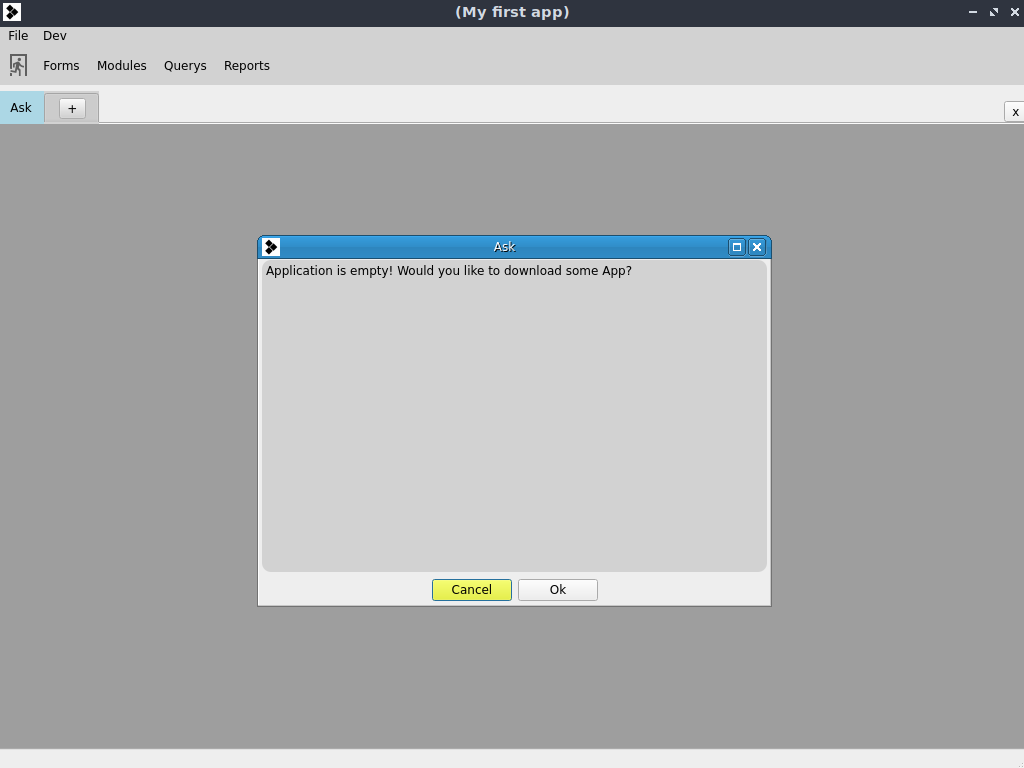 (My first app)
File Dev
Forms Modules Querys Reports
Ask +
x
Ask
Application is empty! Would you like to download some App?
Cancel Ok